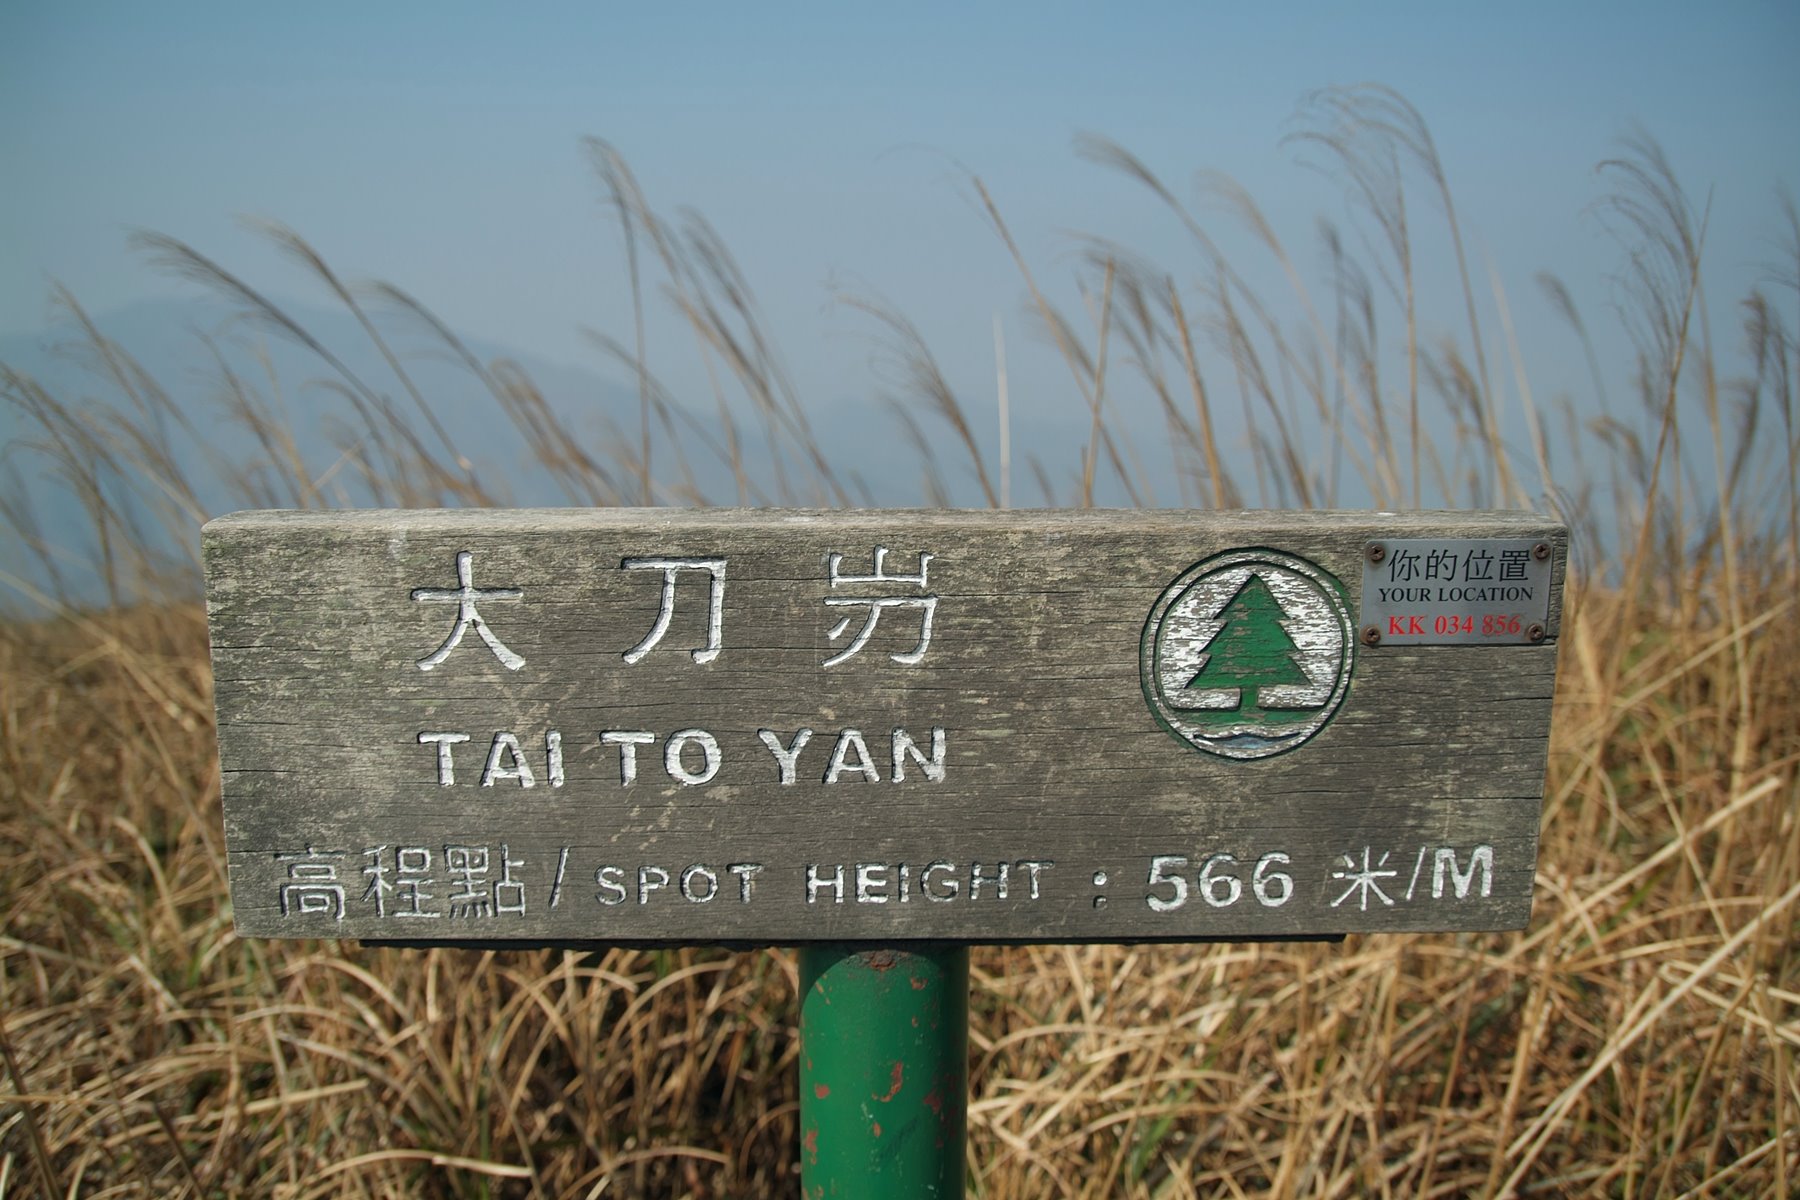 大刀屶
TAI TO YAN
高程點 / SPOT HEIGHT : 566 米/M
你的位置
YOUR LOCATION
KK 034 856